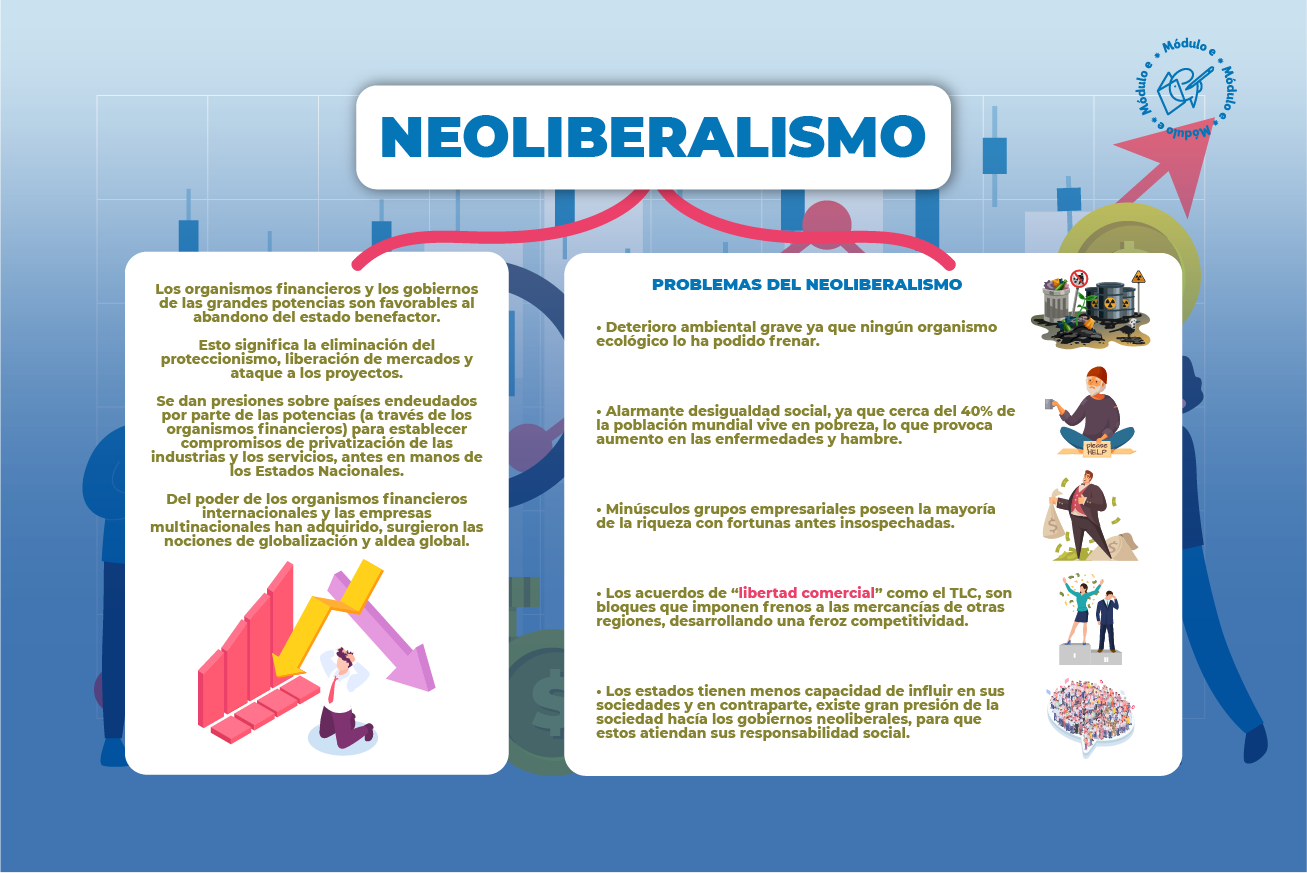 Módulo e * Módulo e * Módulo e * Módulo e *
NEOLIBERALISMO
Los organismos financieros y los gobiernos
de las grandes potencias son favorables al
abandono del estado benefactor.
Esto significa la eliminación del
proteccionismo, liberación de mercados y
ataque a los proyectos.
Se dan presiones sobre países endeudados
por parte de las potencias (a través de los
organismos financieros) para establecer
compromisos de privatización de las
industrias y los servicios, antes en manos de
los Estados Nacionales.
Del poder de los organismos financieros
internacionales y las empresas
multinacionales han adquirido, surgieron las
nociones de globalización y aldea global.
PROBLEMAS DEL NEOLIBERALISMO
• Deterioro ambiental grave ya que ningún organismo
ecológico lo ha podido frenar.
• Alarmante desigualdad social, ya que cerca del 40% de
la población mundial vive en pobreza, lo que provoca
aumento en las enfermedades y hambre.
please
HELP
• Minúsculos grupos empresariales poseen la mayoría
de la riqueza con fortunas antes insospechadas.
$
$
• Los acuerdos de “libertad comercial” como el TLC, son
bloques que imponen frenos a las mercancías de otras
regiones, desarrollando una feroz competitividad.
I
II
• Los estados tienen menos capacidad de influir en sus
sociedades y en contraparte, existe gran presión de la
sociedad hacía los gobiernos neoliberales, para que
estos atiendan sus responsabilidad social.